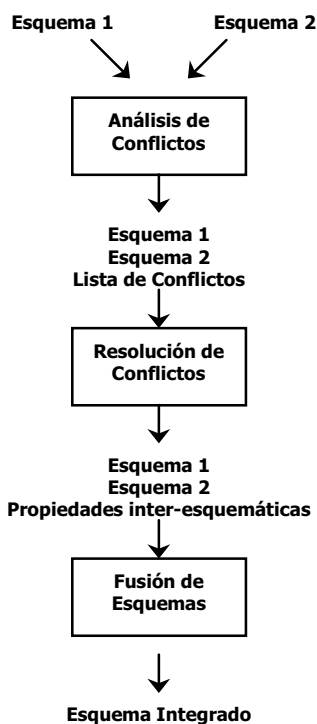 Esquema 1
Esquema 2
Análisis de
Conflictos
Esquema 1
Esquema 2
Lista de Conflictos
Resolución de
Conflictos
Esquema 1
Esquema 2
Propiedades inter-esquemáticas
Fusión de
Esquemas
Esquema Integrado